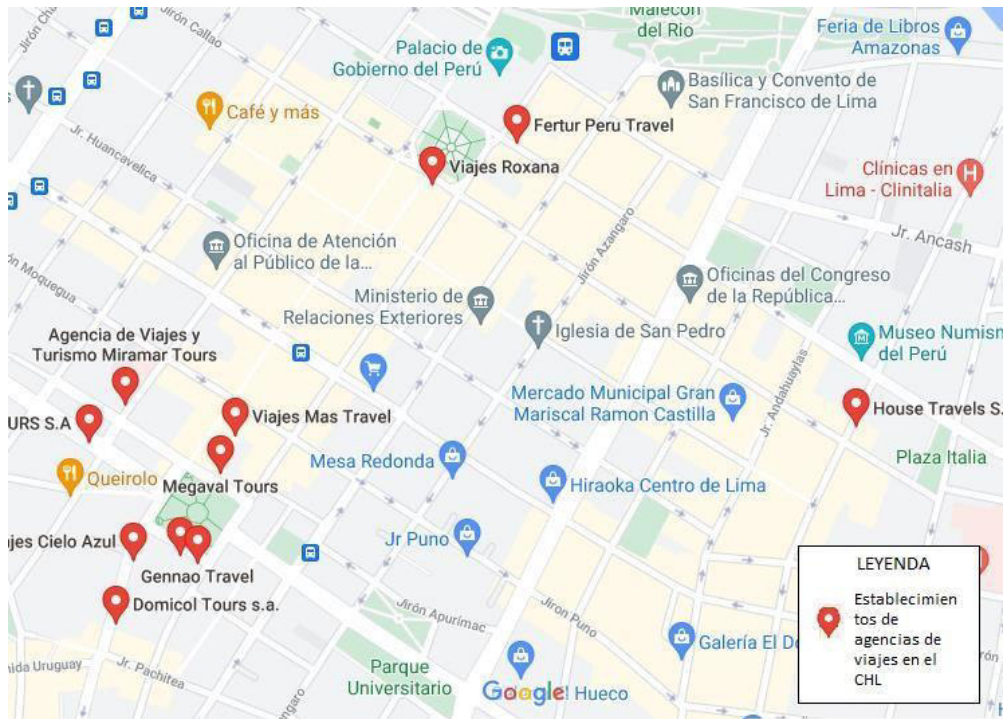 Malecón
del Rio
Feria de Libros
Amazonas
Jirón Callao
Palacio de
Gobierno del Perú
Basílica y Convento de
San Francisco de Lima
Café y más
Fertur Peru Travel
Jr. Huancavelica
Viajes Roxana
Clínicas en
Lima - Clinitalia
Jr. Ancash
Jirón Azangaro
Oficina de Atención
al Público de la...
Oficinas del Congreso
de la República...
Moquegua
Ministerio de
Relaciones Exteriores
Iglesia de San Pedro
Museo Numism
del Perú
Agencia de Viajes y
Turismo Miramar Tours
Jr. Andahuaylas
Mercado Municipal Gran
Mariscal Ramon Castilla
House Travels S.
URS S.A
Viajes Mas Travel
Plaza Italia
Mesa Redonda
Queirolo
Megaval Tours
Hiraoka Centro de Lima
jes Cielo Azul
Jr Puno
Gennao Travel
Domicol Tours s.a.
Jirón Apurímac
Jiron Puno
Galería El Do
nida Uruguay
Jr. Pachitea
Parque
Universitario
Google
l Hueco
LEYENDA
Establecimien
tos de
agencias de
viajes en el
CHL